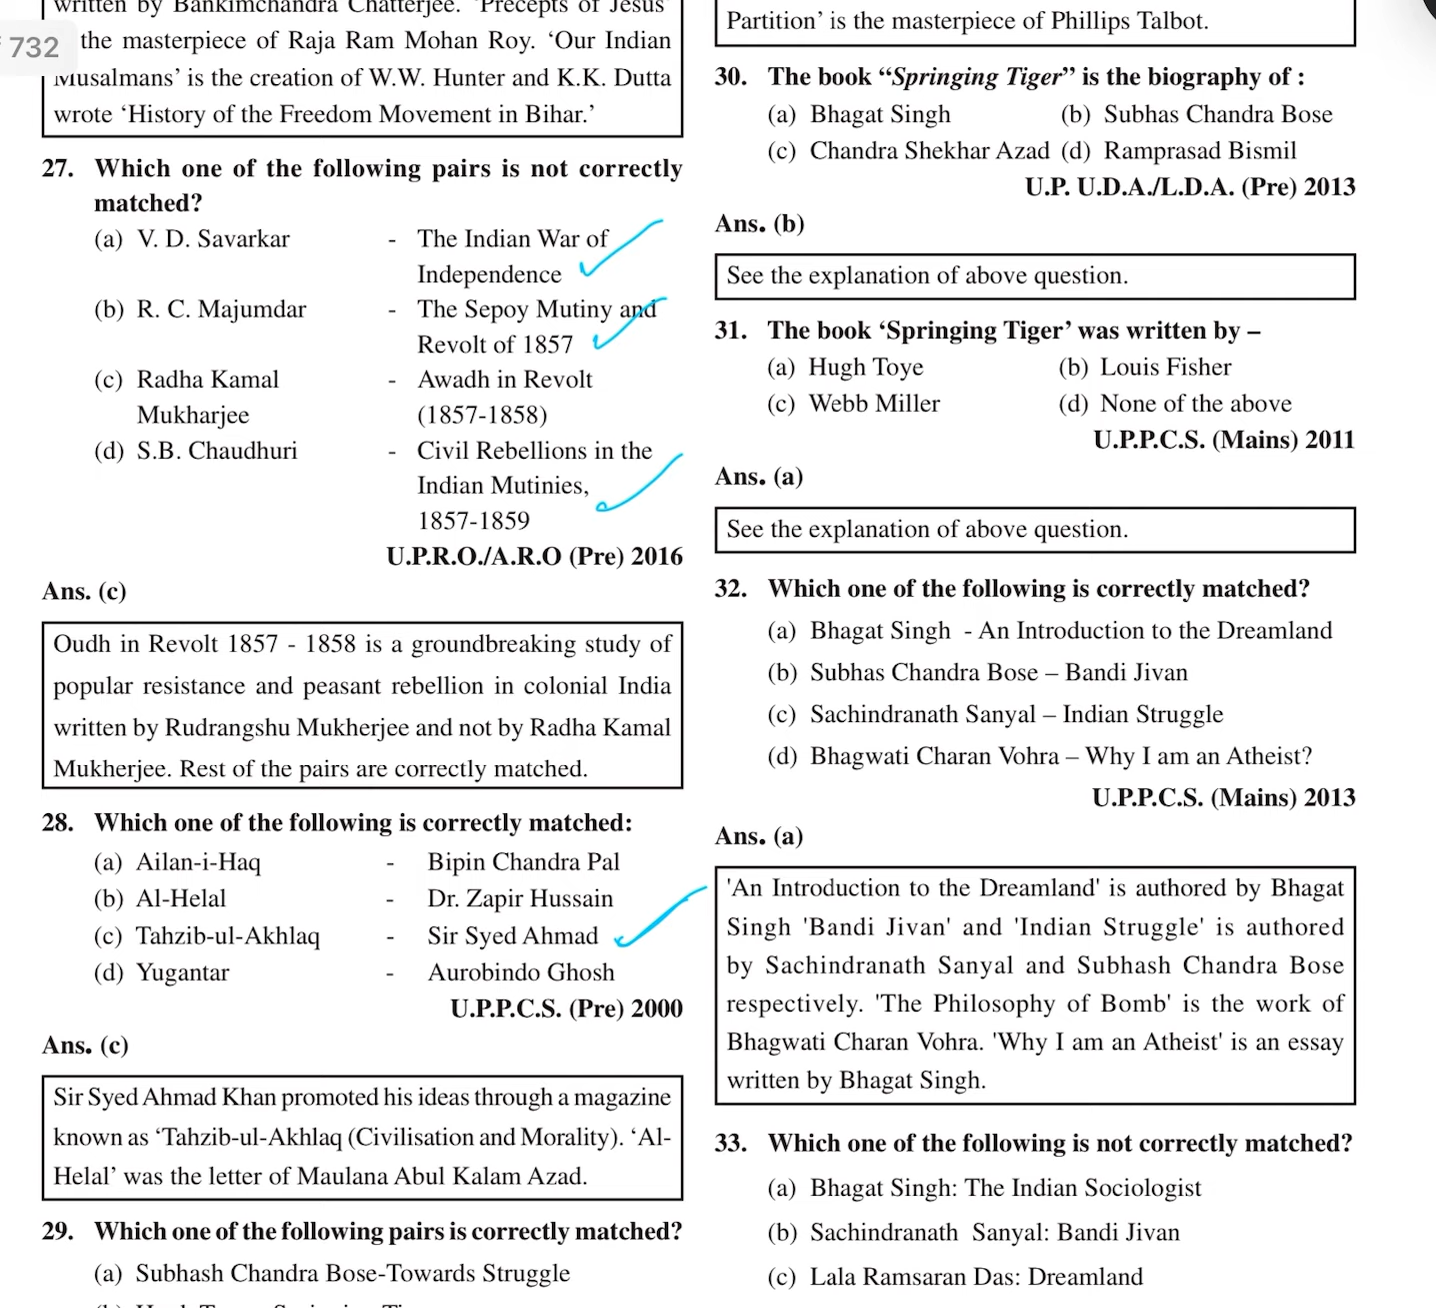 written by Bankimchandra Chatterjee. 'Precepts of Jesus'
732
the masterpiece of Raja Ram Mohan Roy. ‘Our Indian
Musalmans’ is the creation of W.W. Hunter and K.K. Dutta
wrote ‘History of the Freedom Movement in Bihar.’
27. Which one of the following pairs is not correctly
matched?
(a) V. D. Savarkar - The Indian War of
Independence
(b) R. C. Majumdar - The Sepoy Mutiny and
Revolt of 1857
(c) Radha Kamal - Awadh in Revolt
Mukharjee (1857-1858)
(d) S.B. Chaudhuri - Civil Rebellions in the
Indian Mutinies,
1857-1859
U.P.R.O./A.R.O (Pre) 2016
Ans. (c)
Oudh in Revolt 1857 - 1858 is a groundbreaking study of
popular resistance and peasant rebellion in colonial India
written by Rudrangshu Mukherjee and not by Radha Kamal
Mukherjee. Rest of the pairs are correctly matched.
28. Which one of the following is correctly matched:
(a) Ailan-i-Haq - Bipin Chandra Pal
(b) Al-Helal - Dr. Zapir Hussain
(c) Tahzib-ul-Akhlaq - Sir Syed Ahmad
(d) Yugantar - Aurobindo Ghosh
U.P.P.C.S. (Pre) 2000
Ans. (c)
Sir Syed Ahmad Khan promoted his ideas through a magazine
known as ‘Tahzib-ul-Akhlaq (Civilisation and Morality). ‘Al-
Helal’ was the letter of Maulana Abul Kalam Azad.
29. Which one of the following pairs is correctly matched?
(a) Subhash Chandra Bose-Towards Struggle
Partition’ is the masterpiece of Phillips Talbot.
30. The book “Springing Tiger” is the biography of :
(a) Bhagat Singh (b) Subhas Chandra Bose
(c) Chandra Shekhar Azad (d) Ramprasad Bismil
U.P. U.D.A./L.D.A. (Pre) 2013
Ans. (b)
See the explanation of above question.
31. The book ‘Springing Tiger’ was written by –
(a) Hugh Toye (b) Louis Fisher
(c) Webb Miller (d) None of the above
U.P.P.C.S. (Mains) 2011
Ans. (a)
See the explanation of above question.
32. Which one of the following is correctly matched?
(a) Bhagat Singh - An Introduction to the Dreamland
(b) Subhas Chandra Bose – Bandi Jivan
(c) Sachindranath Sanyal – Indian Struggle
(d) Bhagwati Charan Vohra – Why I am an Atheist?
U.P.P.C.S. (Mains) 2013
Ans. (a)
'An Introduction to the Dreamland' is authored by Bhagat
Singh 'Bandi Jivan' and 'Indian Struggle' is authored
by Sachindranath Sanyal and Subhash Chandra Bose
respectively. 'The Philosophy of Bomb' is the work of
Bhagwati Charan Vohra. 'Why I am an Atheist' is an essay
written by Bhagat Singh.
33. Which one of the following is not correctly matched?
(a) Bhagat Singh: The Indian Sociologist
(b) Sachindranath Sanyal: Bandi Jivan
(c) Lala Ramsaran Das: Dreamland